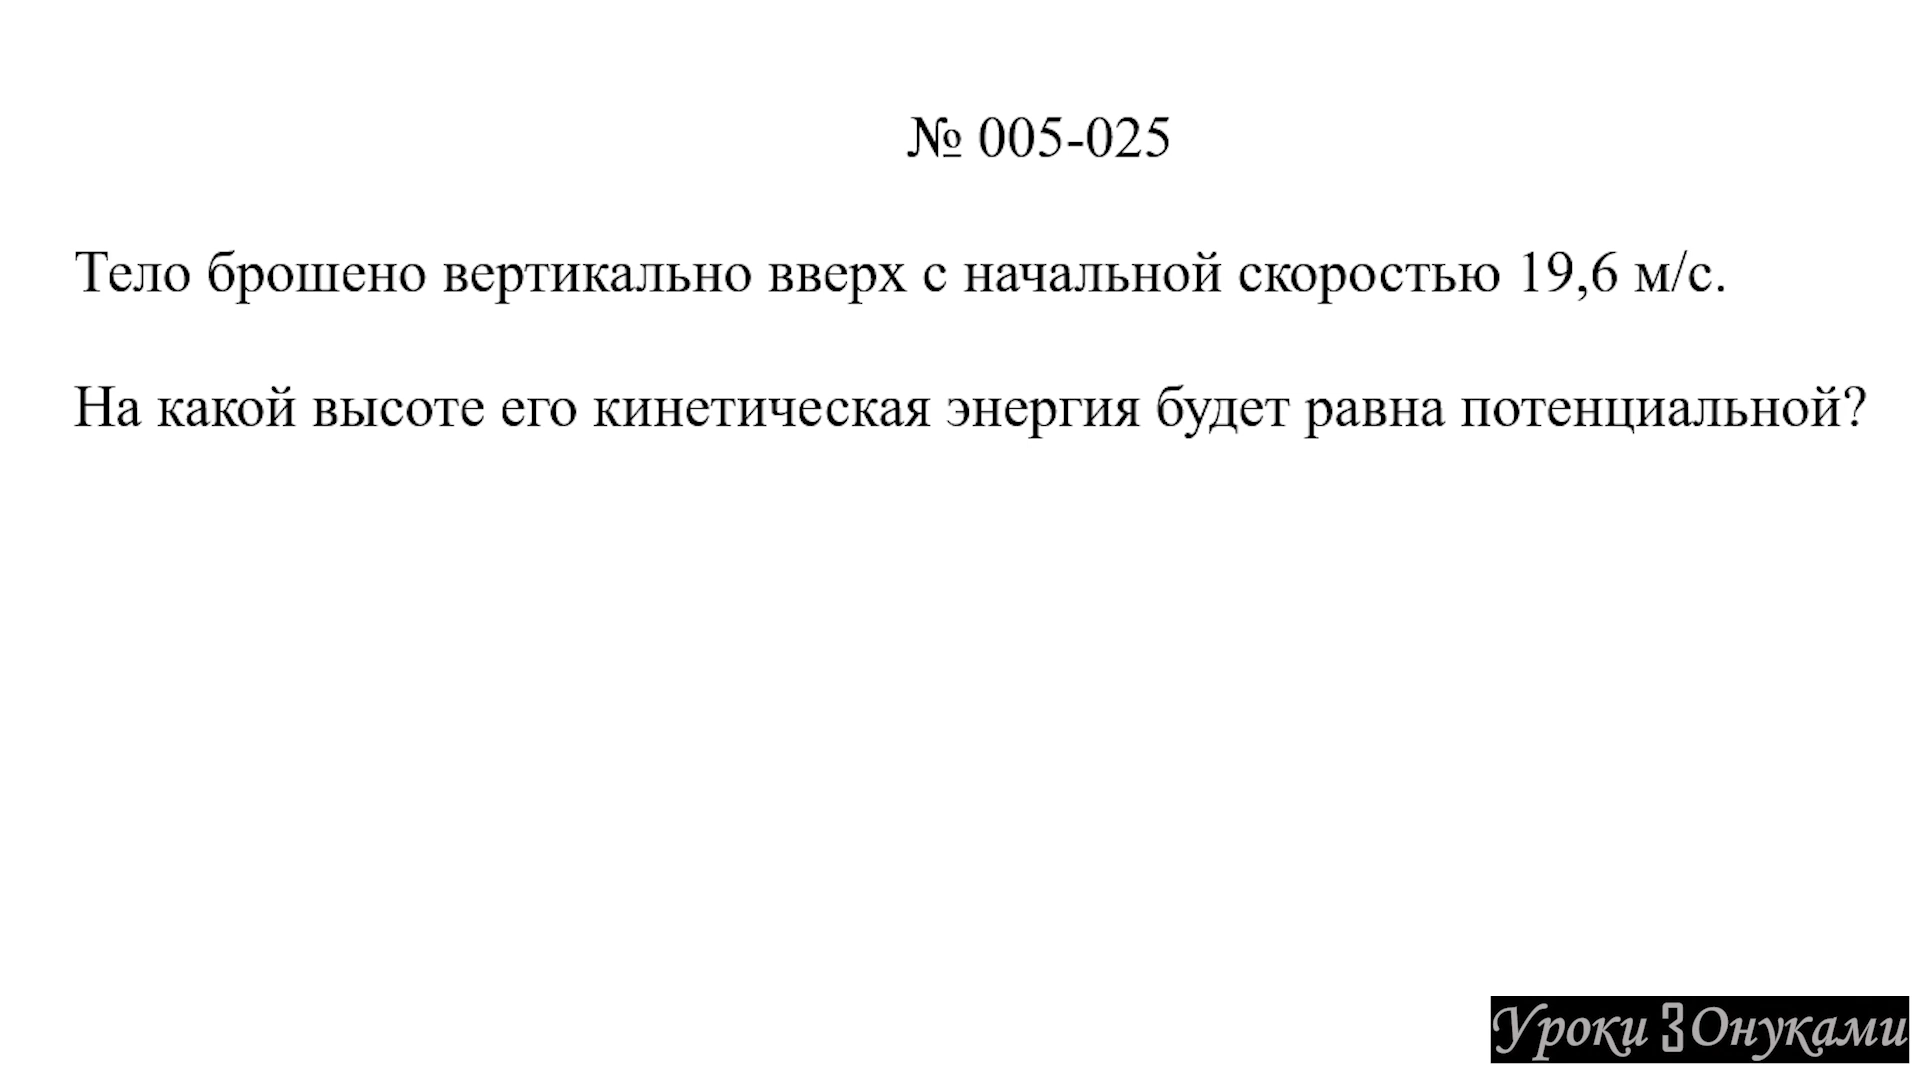 № 005-025
Тело брошено вертикально вверх с начальной скоростью 19,6 м/с.
На какой высоте его кинетическая энергия будет равна потенциальной?
Уроки З Онуками